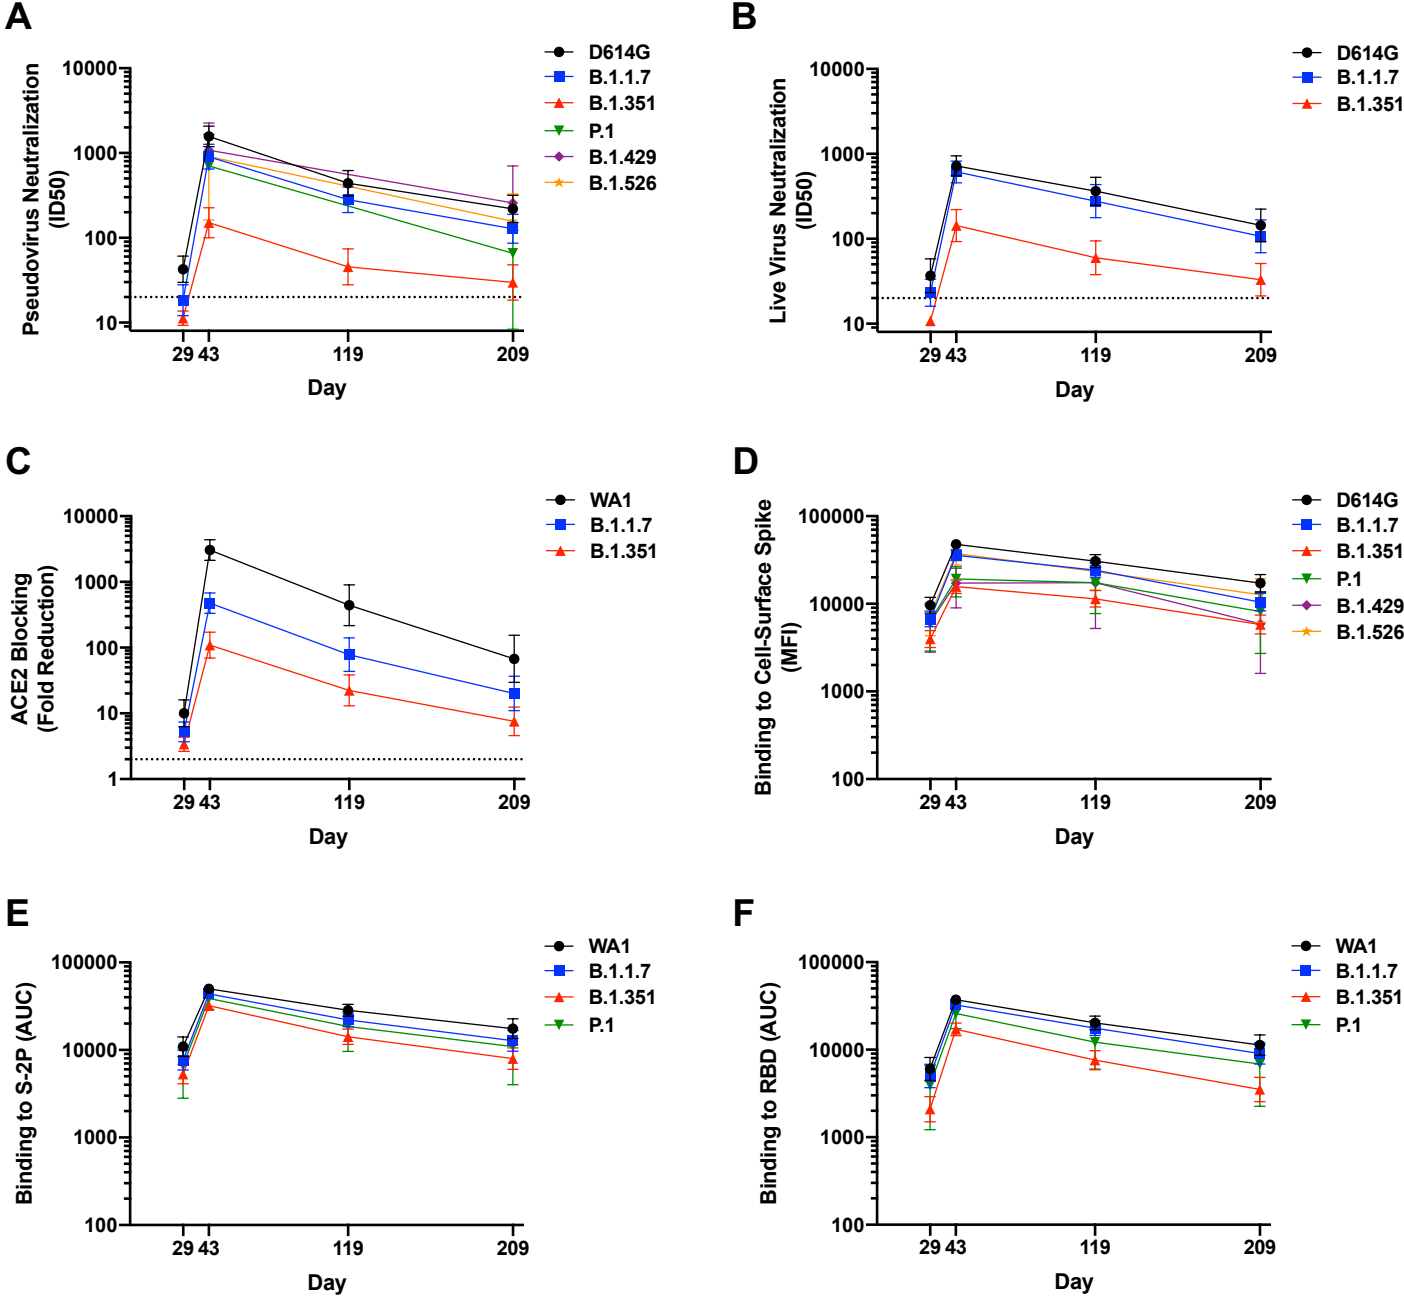 A
Pseudovirus Neutralization
(ID50)
10000
1000
100
10
29 43 119 209
Day
D614G
B.1.1.7
B.1.351
P.1
B.1.429
B.1.526
B
Live Virus Neutralization
(ID50)
10000
1000
100
10
29 43 119 209
Day
D614G
B.1.1.7
B.1.351
C
ACE2 Blocking
(Fold Reduction)
10000
1000
100
10
1
29 43 119 209
Day
WA1
B.1.1.7
B.1.351
D
Binding to Cell-Surface Spike
(MFI)
100000
10000
1000
100
29 43 119 209
Day
D614G
B.1.1.7
B.1.351
P.1
B.1.429
B.1.526
E
Binding to S-2P (AUC)
100000
10000
1000
100
29 43 119 209
Day
WA1
B.1.1.7
B.1.351
P.1
F
Binding to RBD (AUC)
100000
10000
1000
100
29 43 119 209
Day
WA1
B.1.1.7
B.1.351
P.1